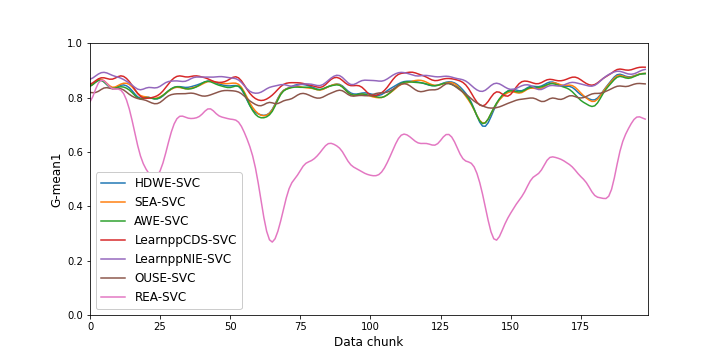 G-mean1
1.0
0.8
0.6
0.4
0.2
0.0
HDWE-SVC
SEA-SVC
AWE-SVC
LearnppCDS-SVC
LearnppNIE-SVC
OUSE-SVC
REA-SVC
0 25 50 75 100 125 150 175
Data chunk